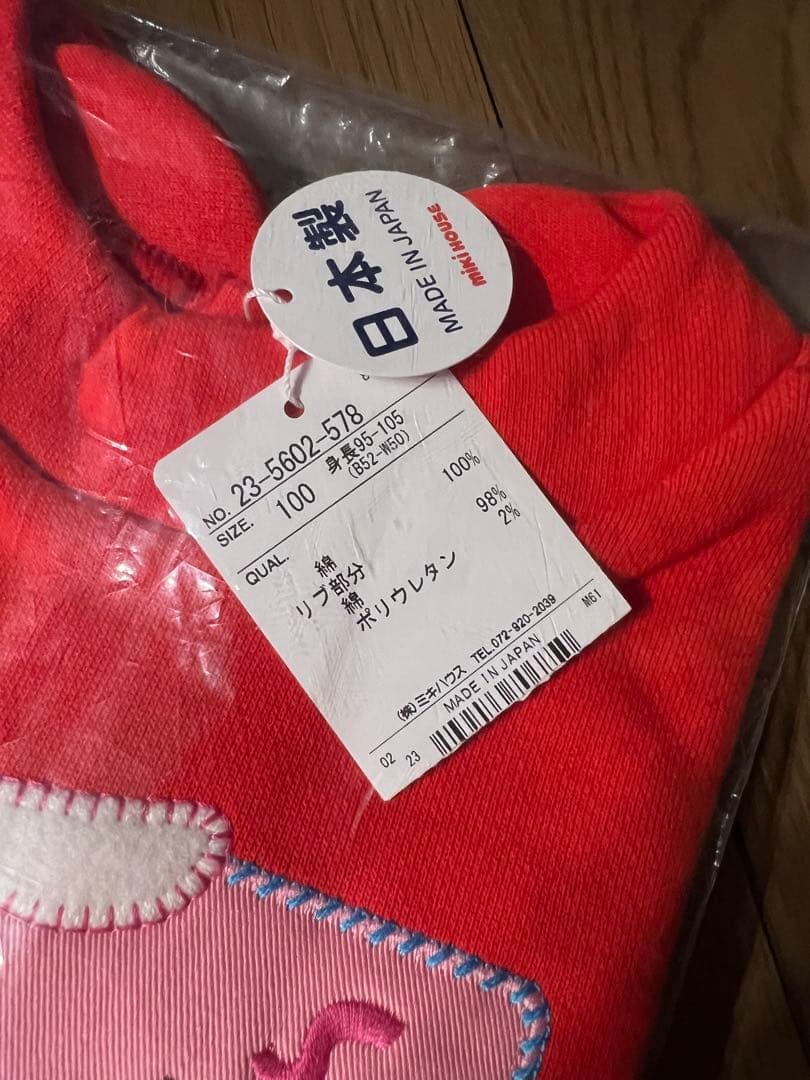 日本製
MADE IN JAPAN
miki HOUSE
NO. 23-5602-578
SIZE. 100 身長95-105
(B52-W50)
QUAL.
綿 100%
リブ部分
綿 98%
ポリウレタン 2%
(株)ミキハウス TEL.072-920-2039
MADE IN JAPAN M61
02 23